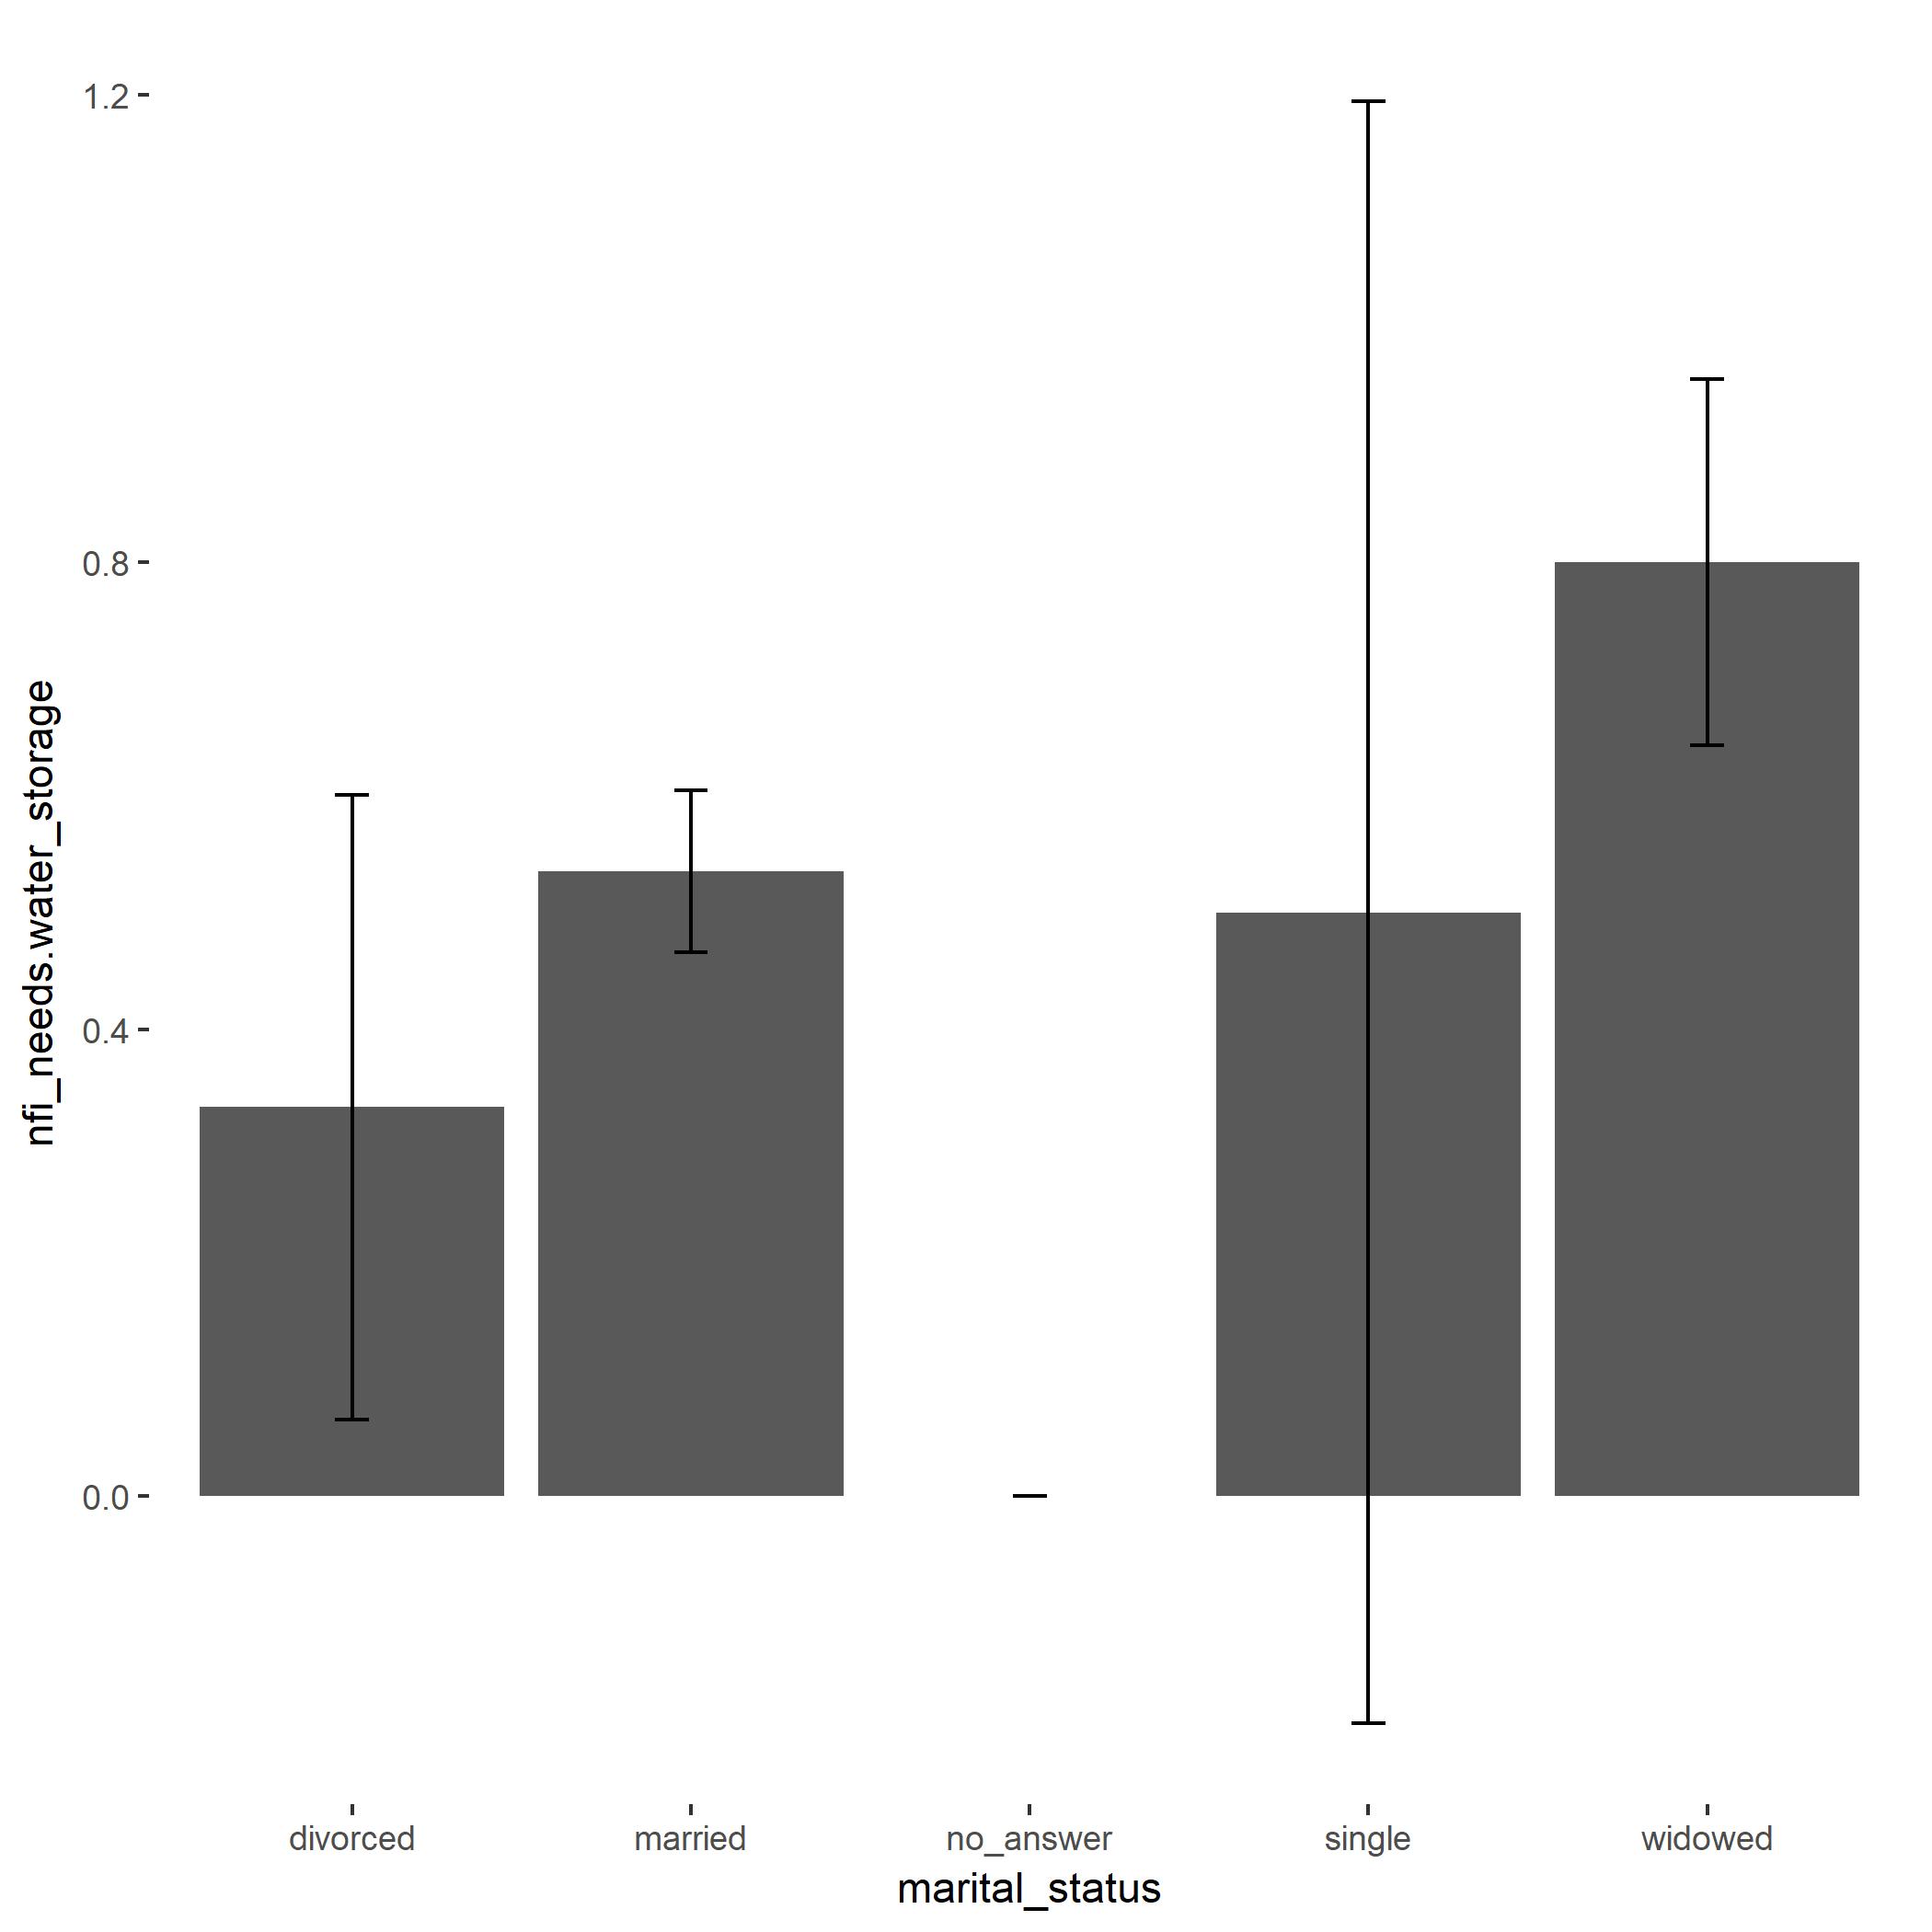 1.2
0.8
0.4
0.0
nfi_needs.water_storage
divorced married no_answer single widowed
marital_status